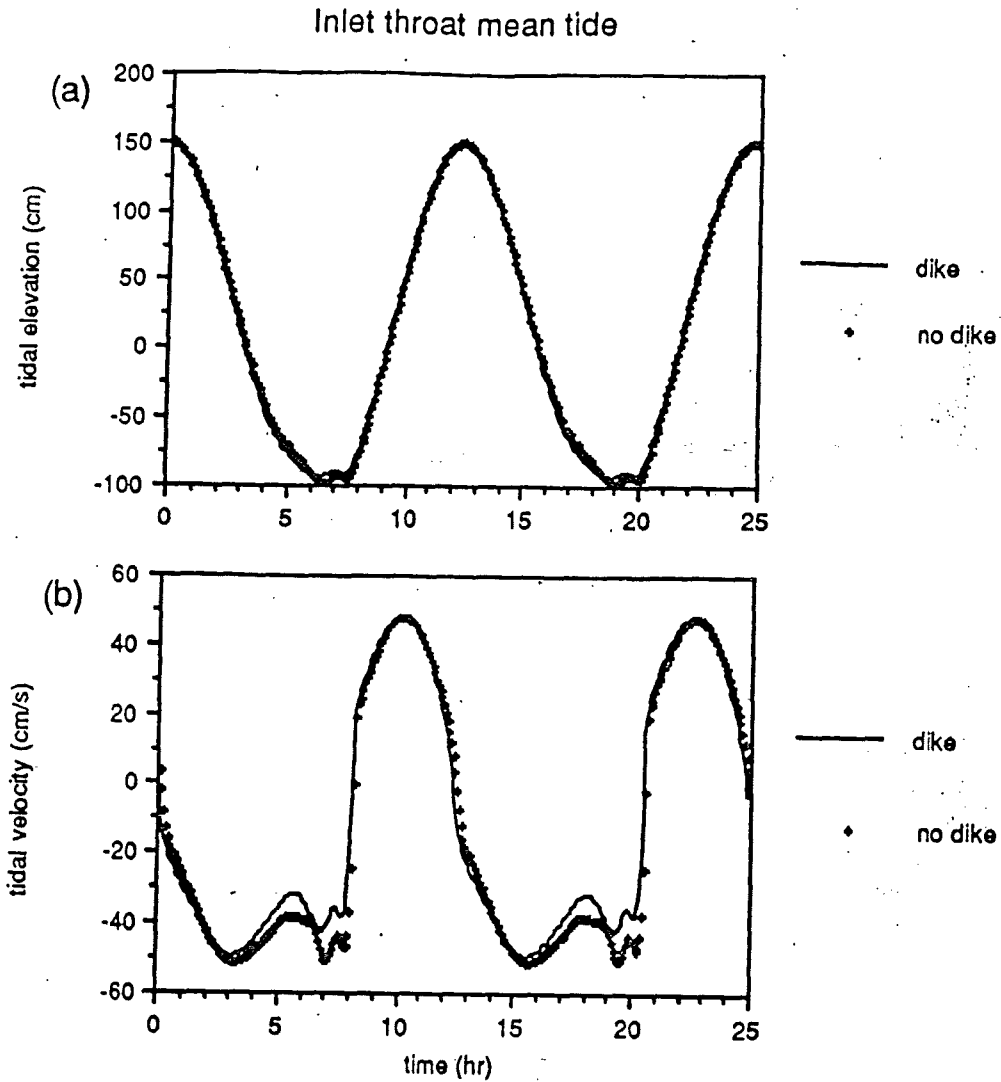 Inlet throat mean tide
(a)
200
150
100
50
0
-50
-100
tidal elevation (cm)
0 5 10 15 20 25
dike
no dike
(b)
60
40
20
0
-20
-40
-60
tidal velocity (cm/s)
0 5 10 15 20 25
time (hr)
dike
no dike